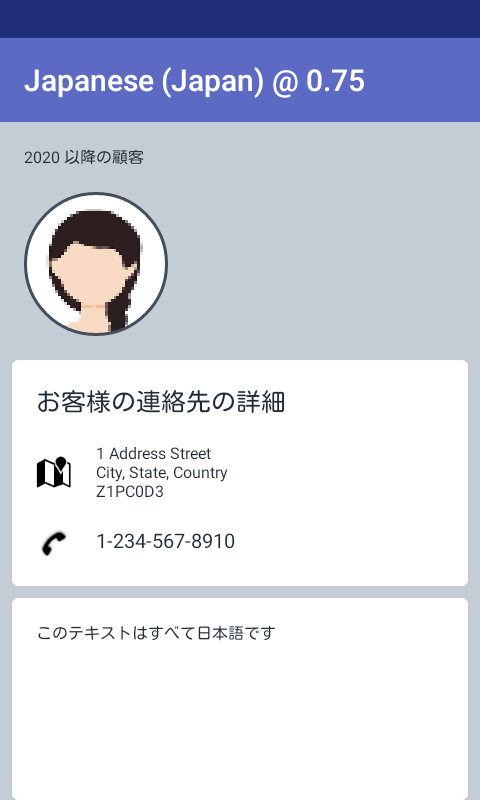 Japanese (Japan) @ 0.75
2020 以降の顧客
お客様の連絡先の詳細
1 Address Street
City, State, Country
Z1PC0D3
1-234-567-8910
このテキストはすべて日本語です